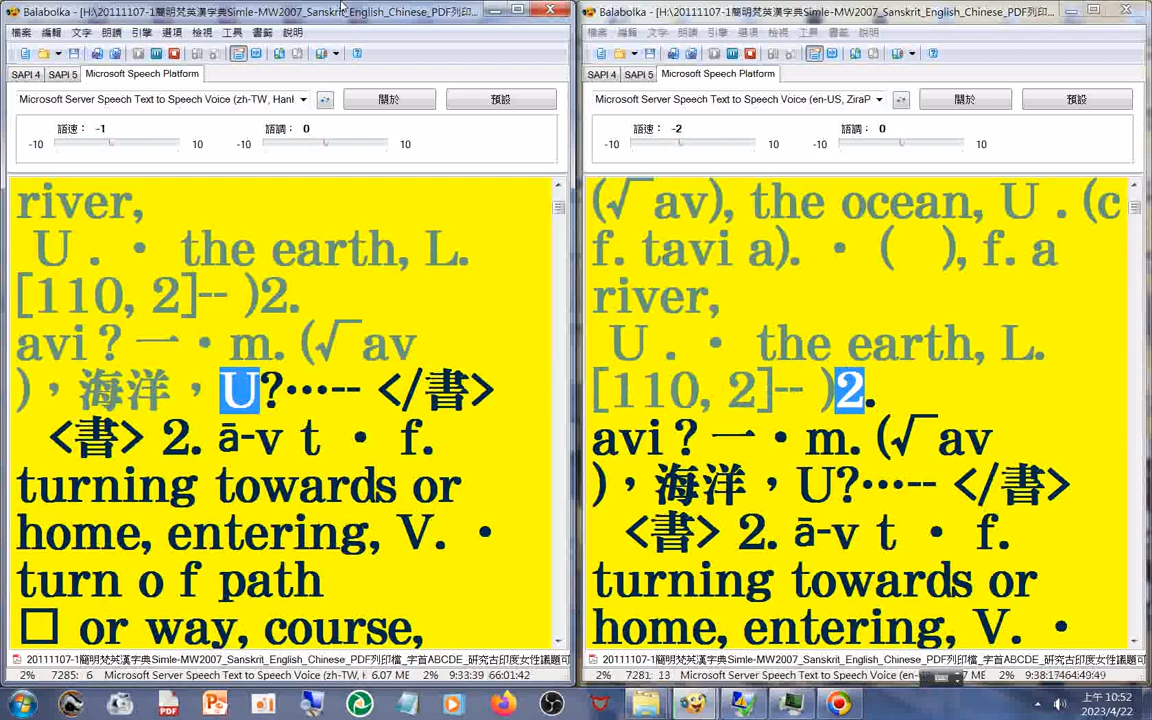 Balabolka - [H:\20111107-1簡明梵英漢字典Simle-MW2007_Sanskrit_English_Chinese_PDF列印...
檔案 編輯 文字 朗讀 引擎 選項 檢視 工具 書籤 說明
SAPI 4 SAPI 5 Microsoft Speech Platform
Microsoft Server Speech Text to Speech Voice (zh-TW, HanI 關於 預設
語速： -1 語調： 0
-10 10 -10 10
river,
U . • the earth, L.
[110, 2]-- )2.
avi ? 一 • m. (√ av
)，海洋，U?…-- </書>
<書> 2. ā-v t • f.
turning towards or
home, entering, V. •
turn o f path
□ or way, course,
20111107-1簡明梵英漢字典Simle-MW2007_Sanskrit_English_Chinese_PDF列印檔_字首ABCDE_研究古印度女性議題可
2% 7285: 6 Microsoft Server Speech Text to Speech Voice (zh-TW, 6.07 ME 2% 9:33:39 66:01:42
Balabolka - [H:\20111107-1簡明梵英漢字典Simle-MW2007_Sanskrit_English_Chinese_PDF列印...
檔案 編輯 文字 朗讀 引擎 選項 檢視 工具 書籤 說明
SAPI 4 SAPI 5 Microsoft Speech Platform
Microsoft Server Speech Text to Speech Voice (en-US, ZiraP 關於 預設
語速： -2 語調： 0
-10 10 -10 10
(√ av), the ocean, U . (c
f. tavi a). • ( ), f. a
river,
U . • the earth, L.
[110, 2]-- )2.
avi ? 一 • m. (√ av
)，海洋，U?…-- </書>
<書> 2. ā-v t • f.
turning towards or
home, entering, V. •
20111107-1簡明梵英漢字典Simle-MW2007_Sanskrit_English_Chinese_PDF列印檔_字首ABCDE_研究古印度女性議題可
2% 7281: 13 Microsoft Server Speech Text to Speech Voice (en- ME 2% 9:38:17 464:49:49
上午 10:52
2023/4/22